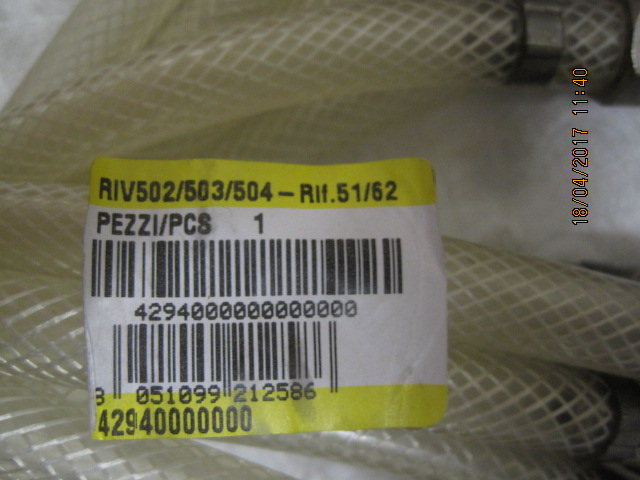 RIV502/503/504 - Rif.51/62
PEZZI/PCS 1
4294000000000000
8 051099 212586
42940000000
18/04/2017 11:40